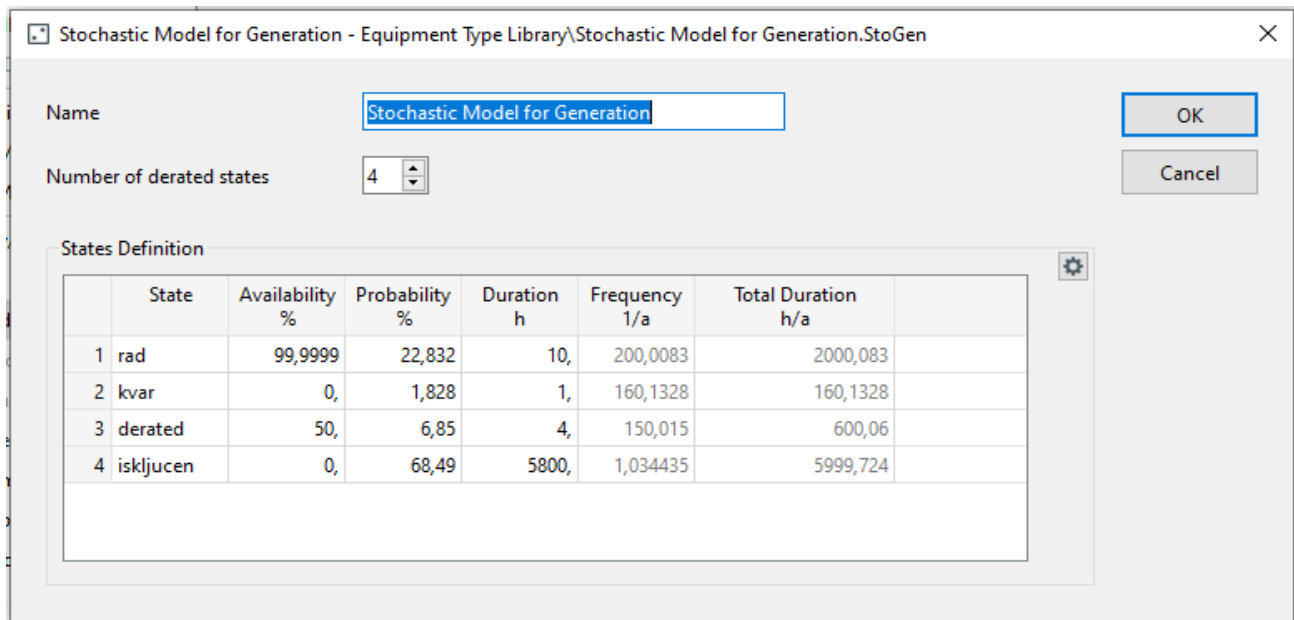 Stochastic Model for Generation - Equipment Type Library\Stochastic Model for Generation.StoGen
Name Stochastic Model for Generation OK
Number of derated states 4 Cancel
States Definition
State Availability % Probability % Duration h Frequency 1/a Total Duration h/a
1 rad 99,9999 22,832 10, 200,0083 2000,083
2 kvar 0, 1,828 1, 160,1328 160,1328
3 derated 50, 6,85 4, 150,015 600,06
4 iskljucen 0, 68,49 5800, 1,034435 5999,724